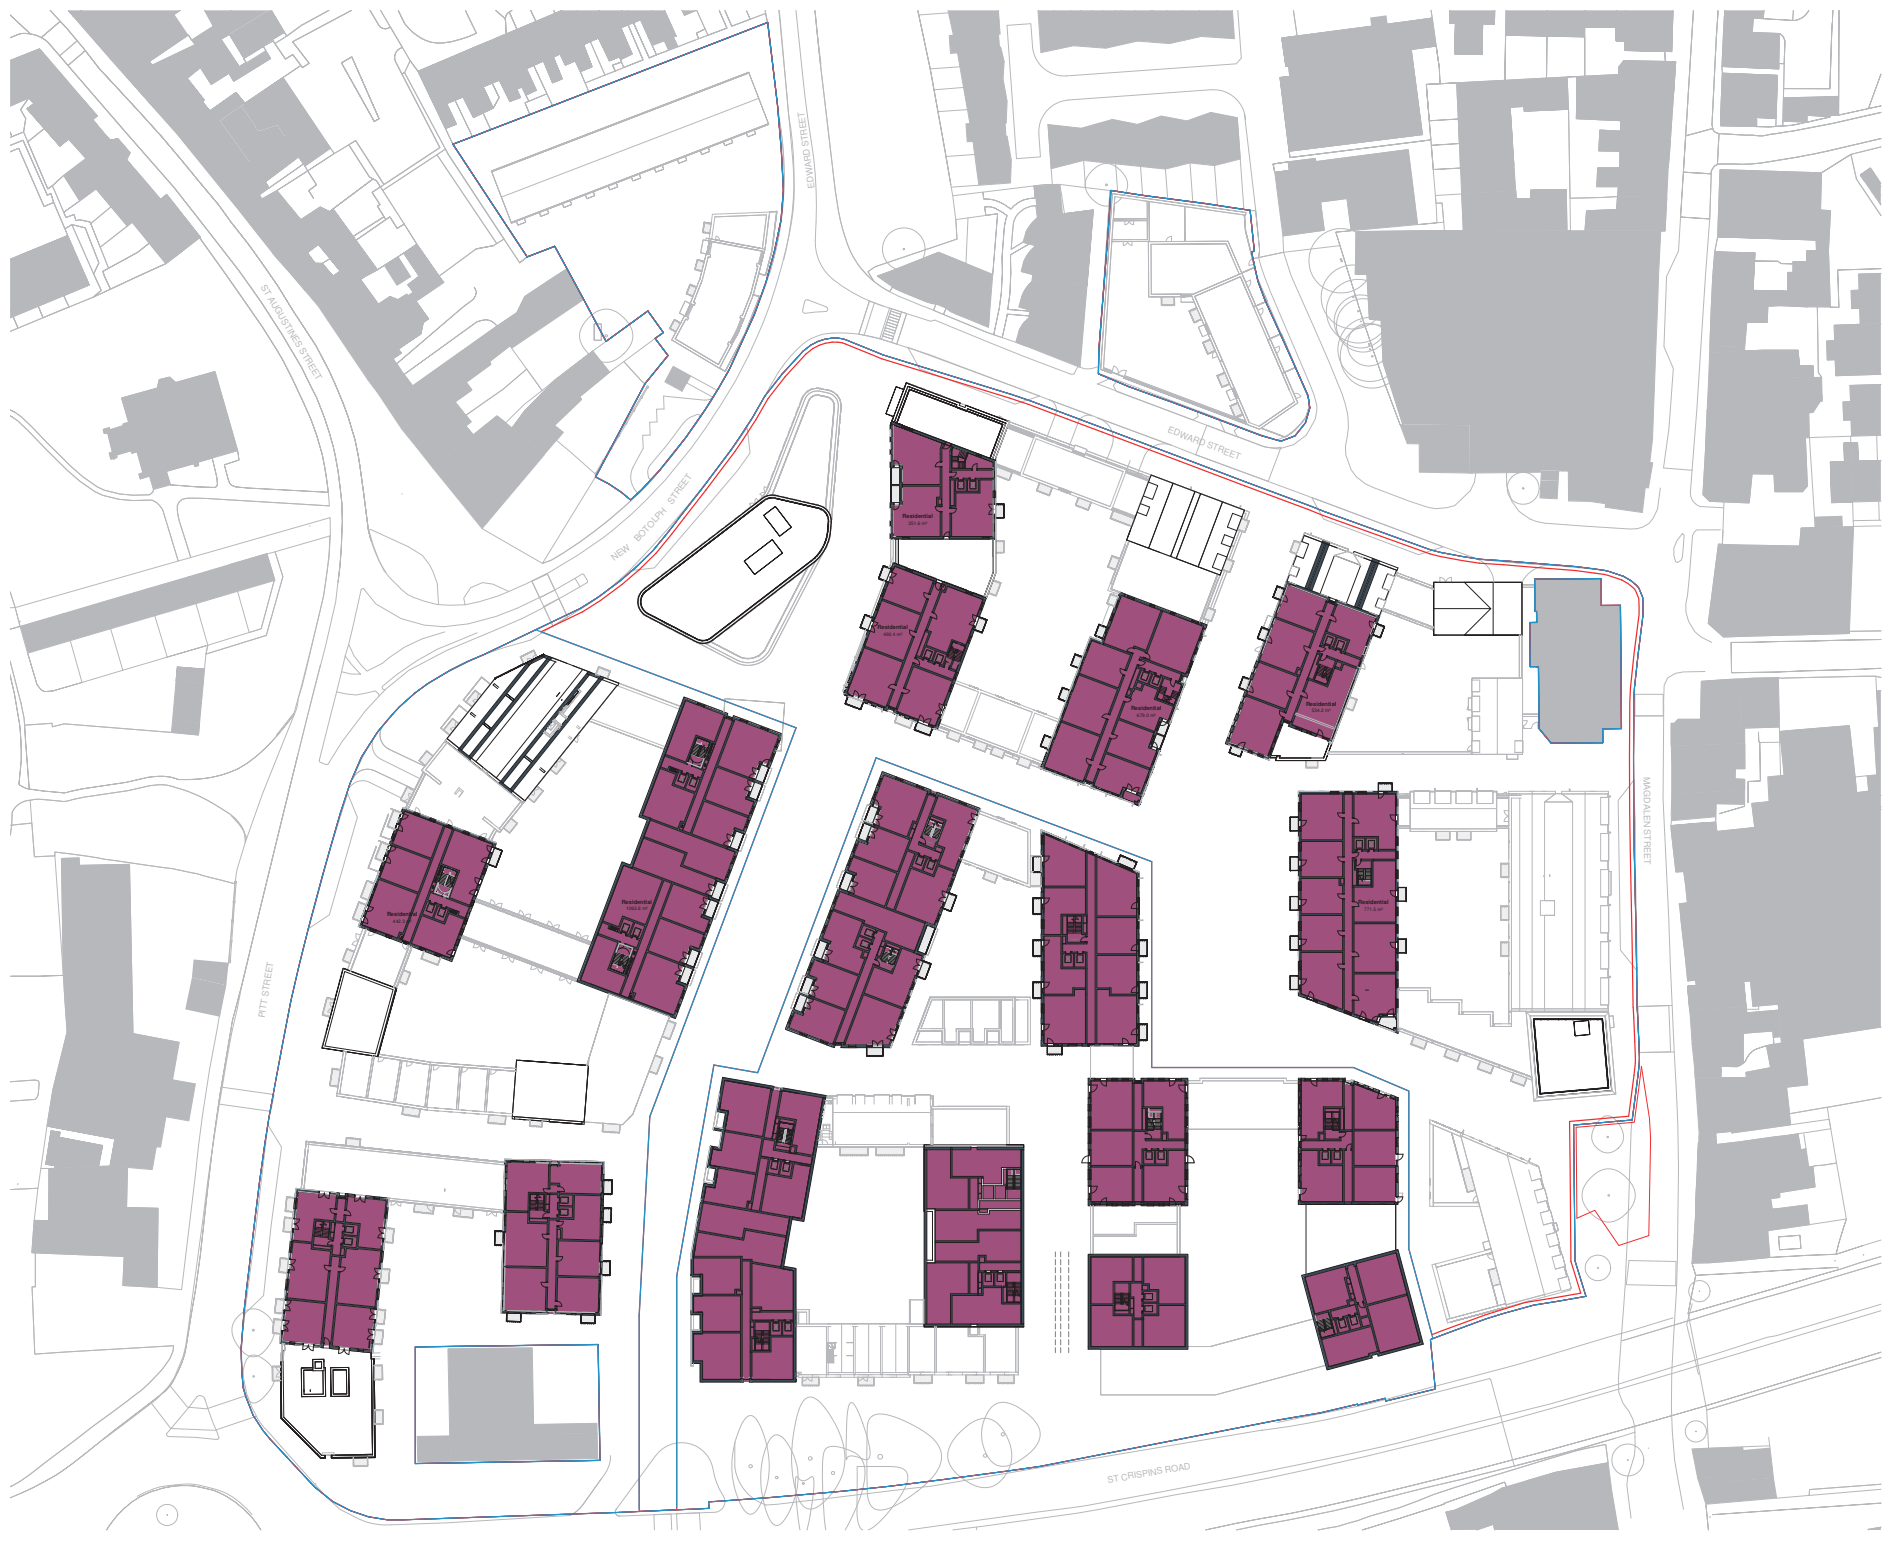 EDWARD STREET
ST AUGUSTINES STREET
EDWARD STREET
NEW BOTOLPH STREET
Residential
Residential
Residential
Residential
MAGDALEN STREET
Residential
Residential
Residential
PITT STREET
ST CRISPINS ROAD